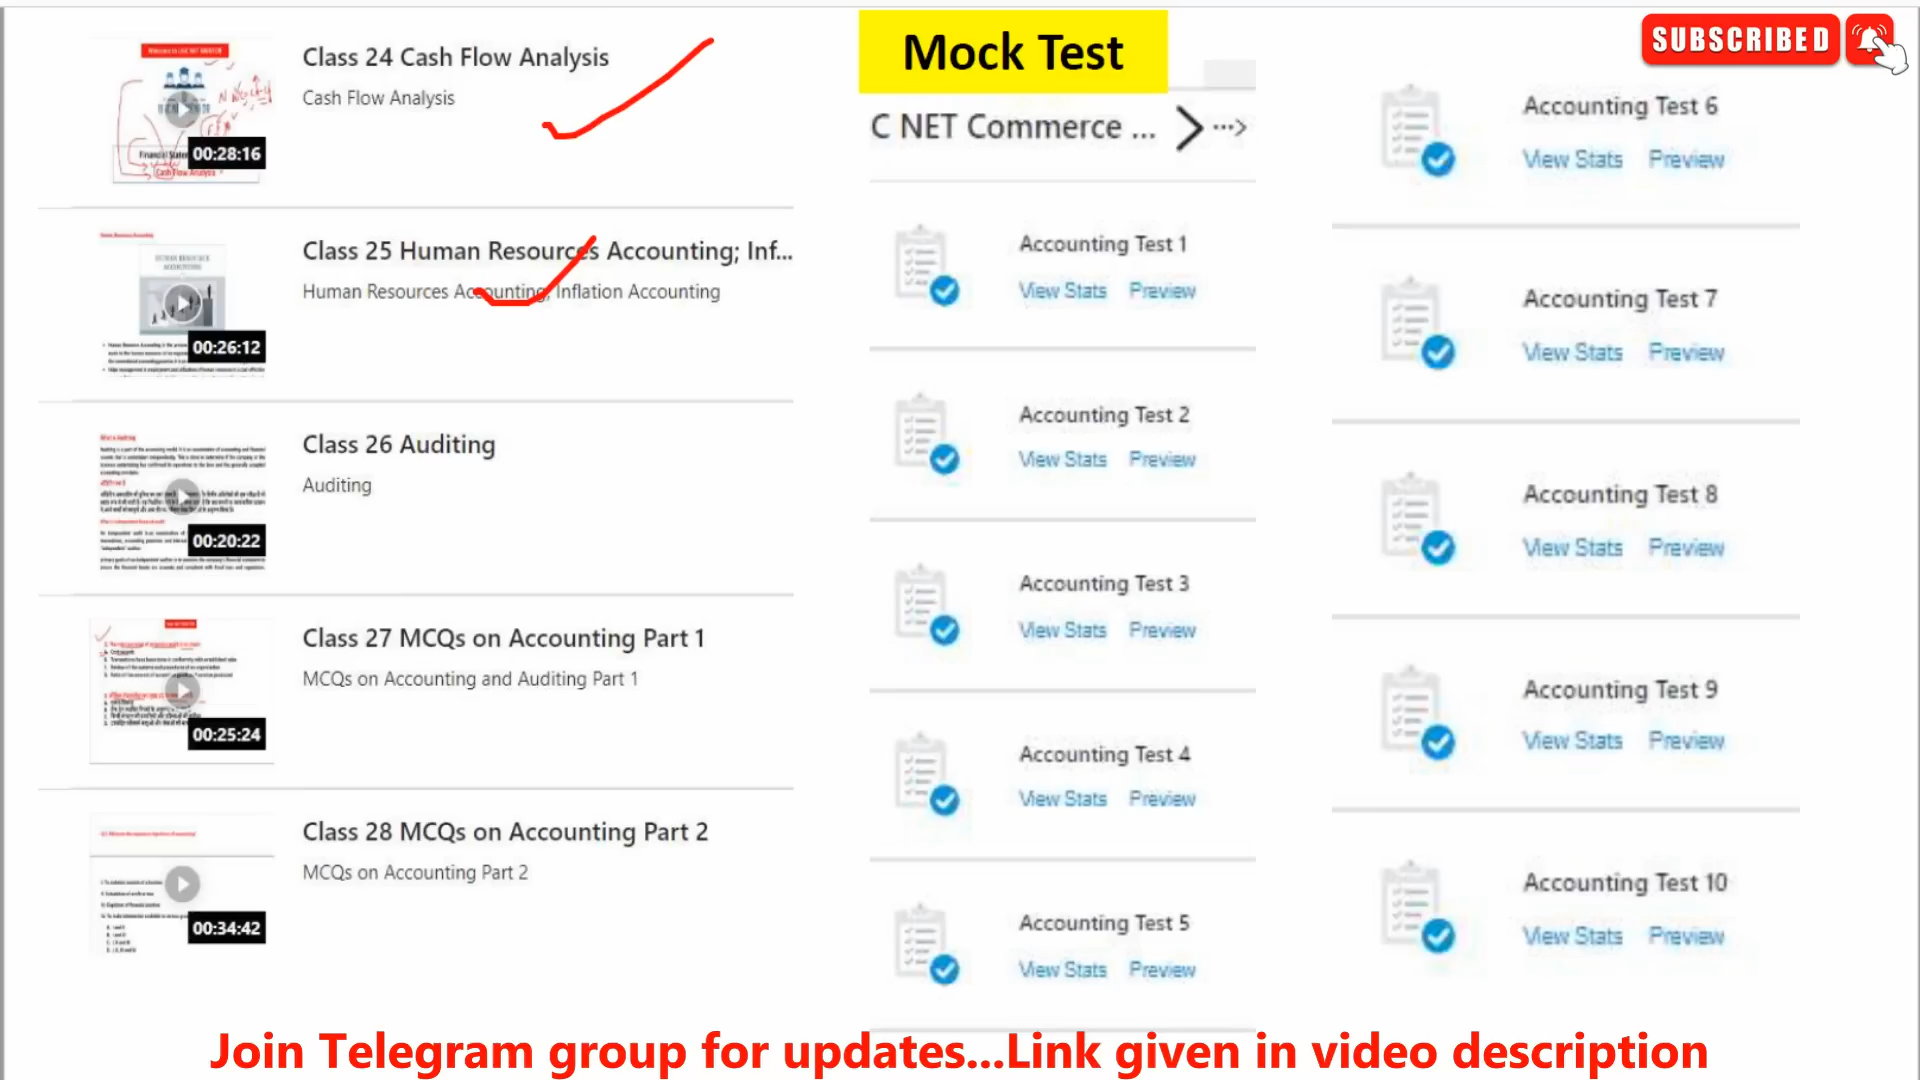 Class 24 Cash Flow Analysis
Cash Flow Analysis
00:28:16
Class 25 Human Resources Accounting; Inf...
Human Resources Accounting, Inflation Accounting
00:26:12
Class 26 Auditing
Auditing
00:20:22
Class 27 MCQs on Accounting Part 1
MCQs on Accounting and Auditing Part 1
00:25:24
Class 28 MCQs on Accounting Part 2
MCQs on Accounting Part 2
00:34:42
Mock Test
C NET Commerce ...
Accounting Test 1
View Stats Preview
Accounting Test 2
View Stats Preview
Accounting Test 3
View Stats Preview
Accounting Test 4
View Stats Preview
Accounting Test 5
View Stats Preview
SUBSCRIBED
Accounting Test 6
View Stats Preview
Accounting Test 7
View Stats Preview
Accounting Test 8
View Stats Preview
Accounting Test 9
View Stats Preview
Accounting Test 10
View Stats Preview
Join Telegram group for updates...Link given in video description